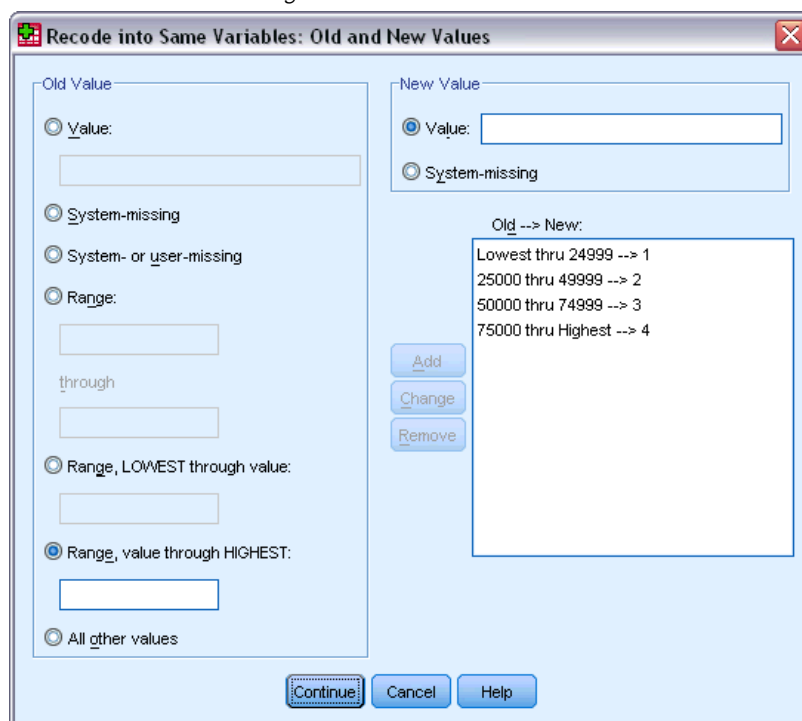 Recode into Same Variables: Old and New Values
Old Value
Value:
System-missing
System- or user-missing
Range:
through
Range, LOWEST through value:
Range, value through HIGHEST:
All other values
New Value
Value:
System-missing
Old --> New:
Lowest thru 24999 --> 1
25000 thru 49999 --> 2
50000 thru 74999 --> 3
75000 thru Highest --> 4
Add
Change
Remove
Continue
Cancel
Help